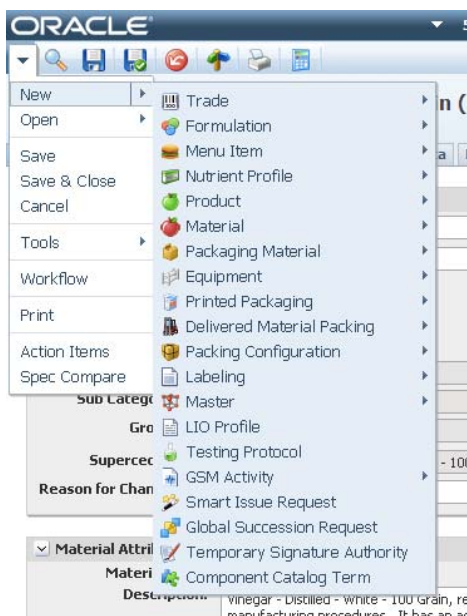 ORACLE
New
Open
Save
Save & Close
Cancel
Tools
Workflow
Print
Action Items
Spec Compare
Trade
Formulation
Menu Item
Nutrient Profile
Product
Material
Packaging Material
Equipment
Printed Packaging
Delivered Material Packing
Packing Configuration
Labeling
Master
LIO Profile
Testing Protocol
GSM Activity
Smart Issue Request
Global Succession Request
Temporary Signature Authority
Component Catalog Term
n (
a
Sub Catego
Gro
Superced
- 100
Reason for Chan
Material Attri
Materi
Description:
Vinegar - Distilled - White - 100 Grain, re
manufacturing procedures. It has an ac